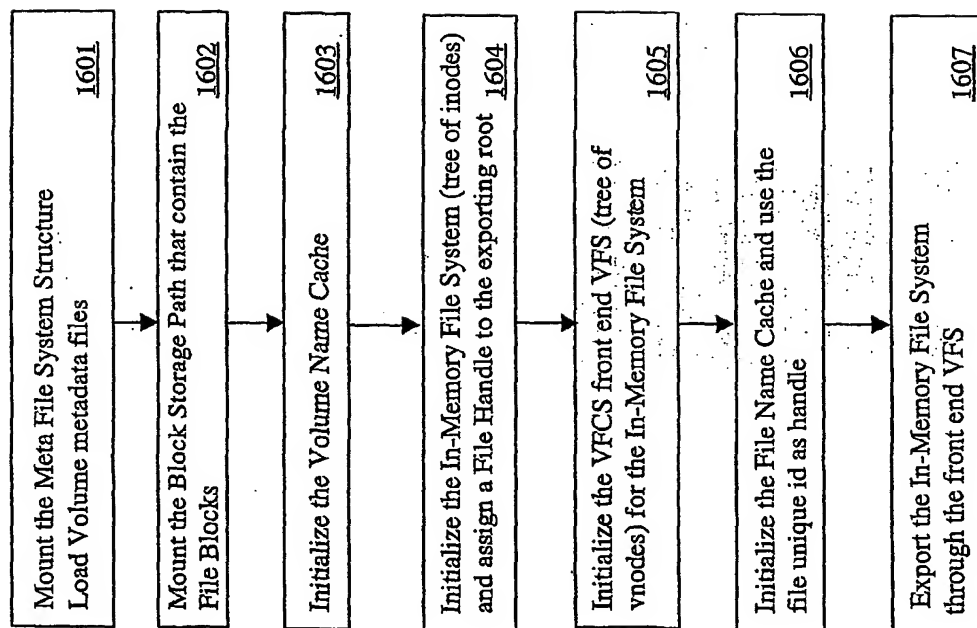 Mount the Meta File System Structure
Load Volume metadata files
1601
Mount the Block Storage Path that contain the
File Blocks
1602
Initialize the Volume Name Cache
1603
Initialize the In-Memory File System (tree of inodes)
and assign a File Handle to the exporting root
1604
Initialize the VFCS front end VFS (tree of
vnodes) for the In-Memory File System
1605
Initialize the File Name Cache and use the
file unique id as handle
1606
Export the In-Memory File System
through the front end VFS
1607